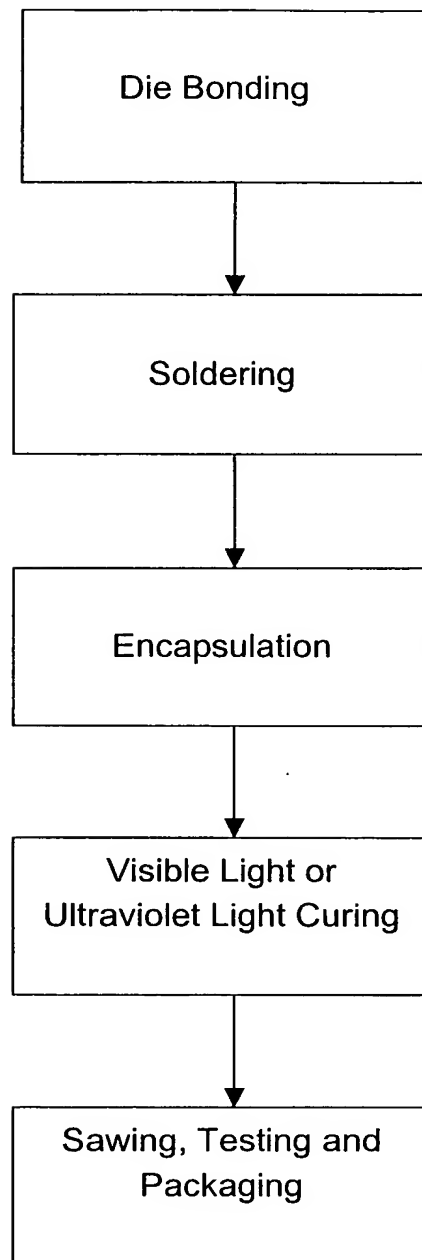 Die Bonding
Soldering
Encapsulation
Visible Light or
Ultraviolet Light Curing
Sawing, Testing and
Packaging